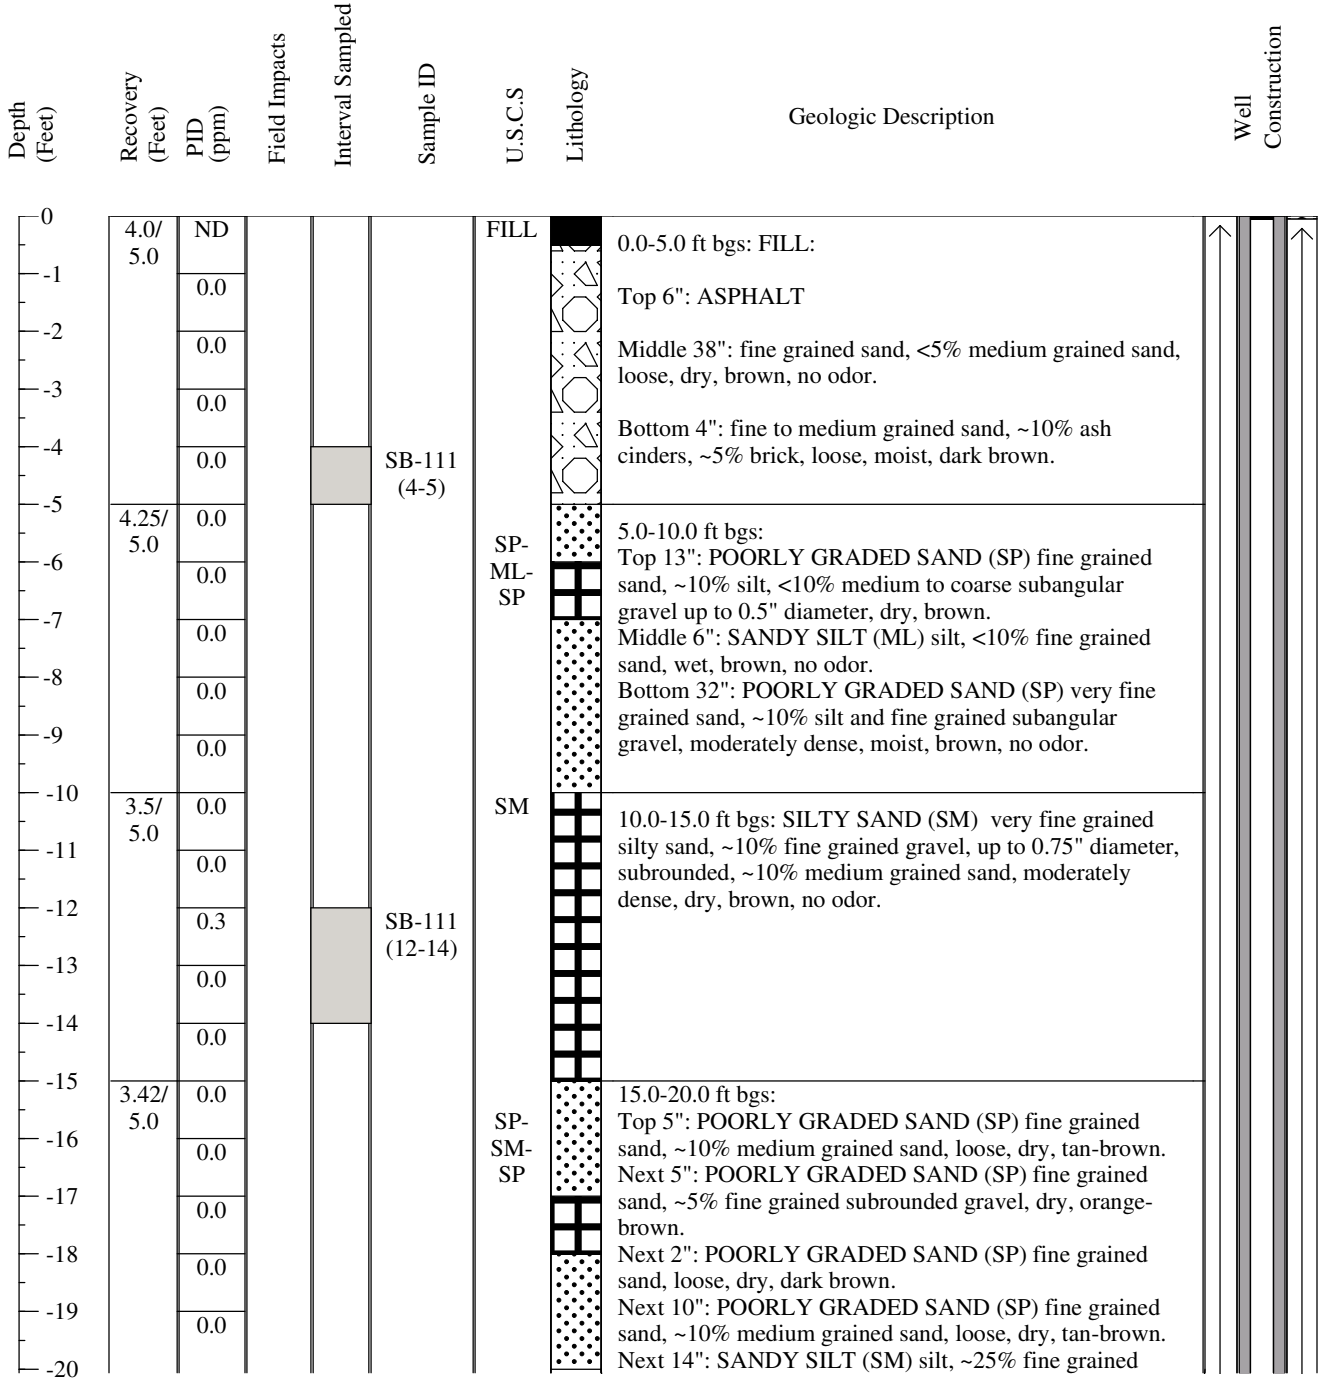 Depth
(Feet)
Recovery
(Feet)
PID
(ppm)
Field Impacts
Interval Sampled
Sample ID
U.S.C.S
Lithology
Geologic Description
Well
Construction
0
-1
-2
-3
-4
-5
-6
-7
-8
-9
-10
-11
-12
-13
-14
-15
-16
-17
-18
-19
-20
4.0/
5.0
4.25/
5.0
3.5/
5.0
3.42/
5.0
ND
0.0
0.0
0.0
0.0
0.0
0.0
0.0
0.0
0.0
0.0
0.0
0.3
0.0
0.0
0.0
0.0
0.0
0.0
0.0
SB-111
(4-5)
SB-111
(12-14)
FILL
SP-
ML-
SP
SM
SP-
SM-
SP
0.0-5.0 ft bgs: FILL:
Top 6": ASPHALT
Middle 38": fine grained sand, <5% medium grained sand,
loose, dry, brown, no odor.
Bottom 4": fine to medium grained sand, ~10% ash
cinders, ~5% brick, loose, moist, dark brown.
5.0-10.0 ft bgs:
Top 13": POORLY GRADED SAND (SP) fine grained
sand, ~10% silt, <10% medium to coarse subangular
gravel up to 0.5" diameter, dry, brown.
Middle 6": SANDY SILT (ML) silt, <10% fine grained
sand, wet, brown, no odor.
Bottom 32": POORLY GRADED SAND (SP) very fine
grained sand, ~10% silt and fine grained subangular
gravel, moderately dense, moist, brown, no odor.
10.0-15.0 ft bgs: SILTY SAND (SM) very fine grained
silty sand, ~10% fine grained gravel, up to 0.75" diameter,
subrounded, ~10% medium grained sand, moderately
dense, dry, brown, no odor.
15.0-20.0 ft bgs:
Top 5": POORLY GRADED SAND (SP) fine grained
sand, ~10% medium grained sand, loose, dry, tan-brown.
Next 5": POORLY GRADED SAND (SP) fine grained
sand, ~5% fine grained subrounded gravel, dry, orange-
brown.
Next 2": POORLY GRADED SAND (SP) fine grained
sand, loose, dry, dark brown.
Next 10": POORLY GRADED SAND (SP) fine grained
sand, ~10% medium grained sand, loose, dry, tan-brown.
Next 14": SANDY SILT (SM) silt, ~25% fine grained